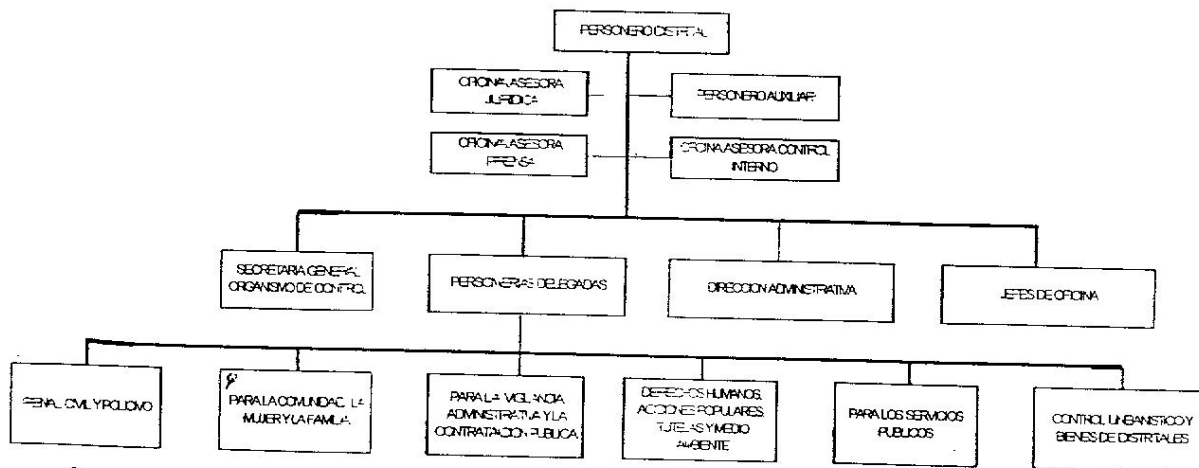 PERSONERO DISTRITAL
OFICINA ASESORA
JURIDICA
PERSONERO AUXILIAR
OFICINA ASESORA
PRENSA
OFICINA ASESORA CONTROL
INTERNO
SECRETARIA GENERAL
ORGANISMO DE CONTROL
PERSONERIAS DELEGADAS
DIRECCION ADMINISTRATIVA
JEFES DE OFICINA
PENAL CIVIL Y POLICIVO
PARA LA COMUNIDAD, LA
MUJER Y LA FAMILIA
PARA LA VIGILANCIA
ADMINISTRATIVA Y LA
CONTRATACION PUBLICA
DERECHOS HUMANOS,
ACCIONES POPULARES,
TUTELAS Y MEDIO
AMBIENTE
PARA LOS SERVICIOS
PUBLICOS
CONTROL URBANISTICO Y
BIENES DE DISTRITALES